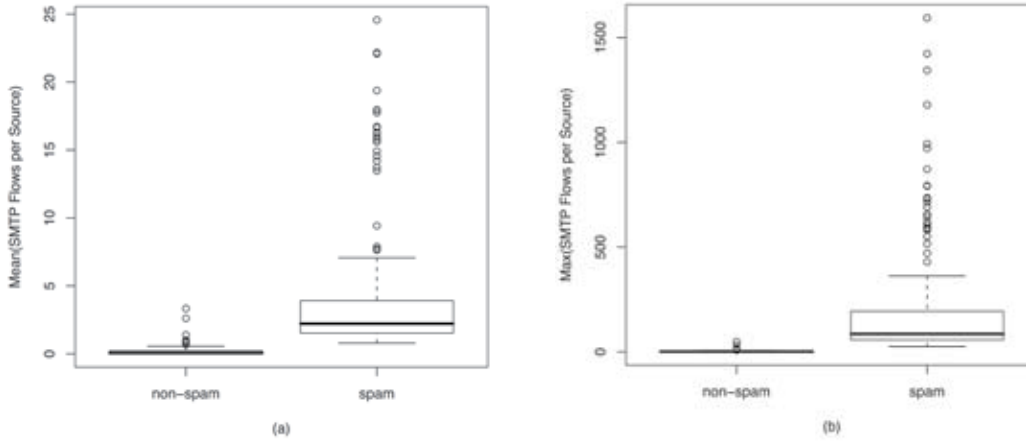 25
20
15
10
5
0
Mean(SMTP Flows per Source)
non-spam
spam
(a)
1500
1000
500
0
Max(SMTP Flows per Source)
non-spam
spam
(b)